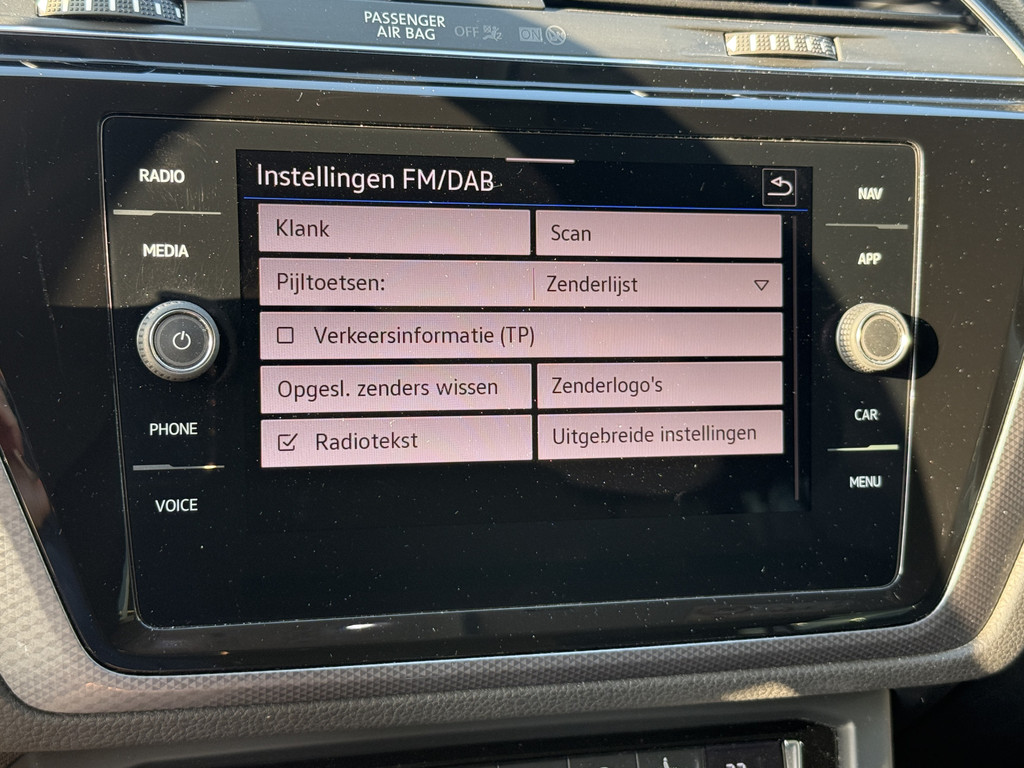 PASSENGER
AIR BAG OFF ON
RADIO
MEDIA
PHONE
VOICE
Instellingen FM/DAB
Klank
Scan
Pijltoetsen: Zenderlijst
Verkeersinformatie (TP)
Opgesl. zenders wissen
Zenderlogo's
Radiotekst
Uitgebreide instellingen
NAV
APP
CAR
MENU